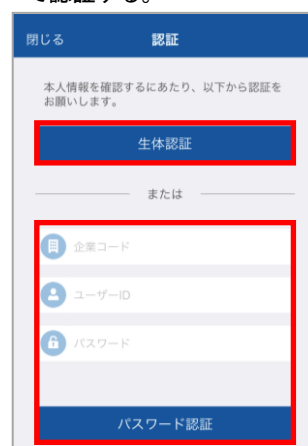 で認証する。
閉じる
認証
本人情報を確認するにあたり、以下から認証を
お願いします。
生体認証
または
企業コード
ユーザーID
パスワード
パスワード認証